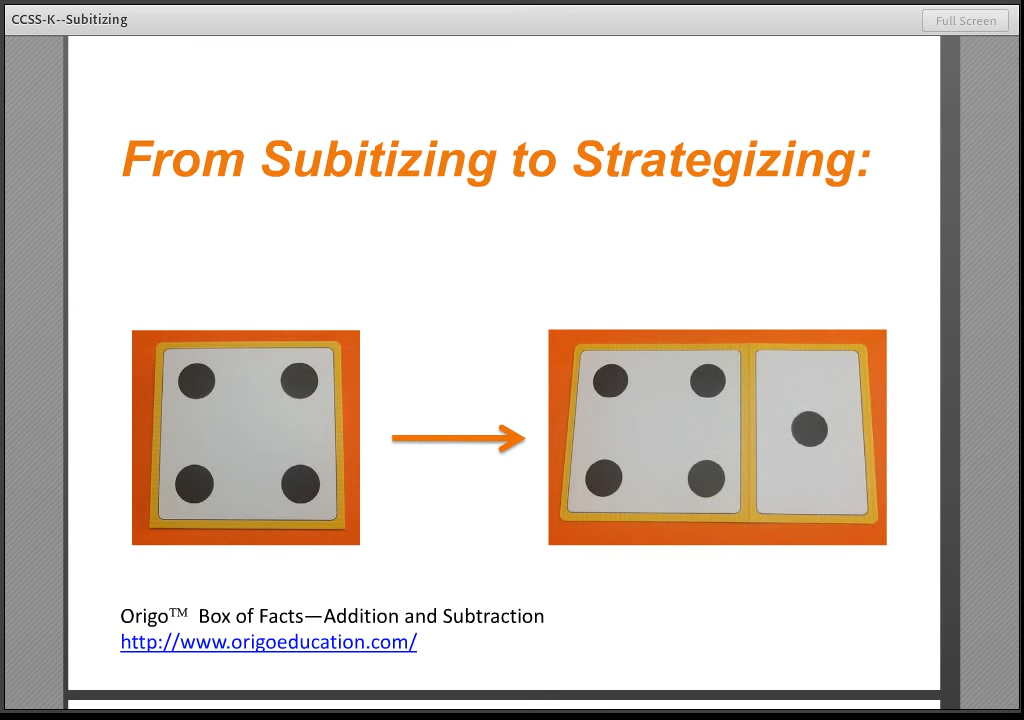 CCSS-K--Subitizing
Full Screen
From Subitizing to Strategizing:
Origo™ Box of Facts—Addition and Subtraction
http://www.origoeducation.com/